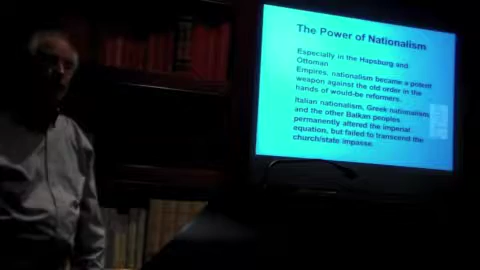 The Power of Nationalism
Especially in the Hapsburg and
Ottoman
Empires, nationalism became a potent
weapon against the old order in the
hands of would-be reformers.
Italian nationalism, Greek nationalism
and the other Balkan peoples
permanently altered the imperial
equation, but failed to transcend the
church/state impasse.